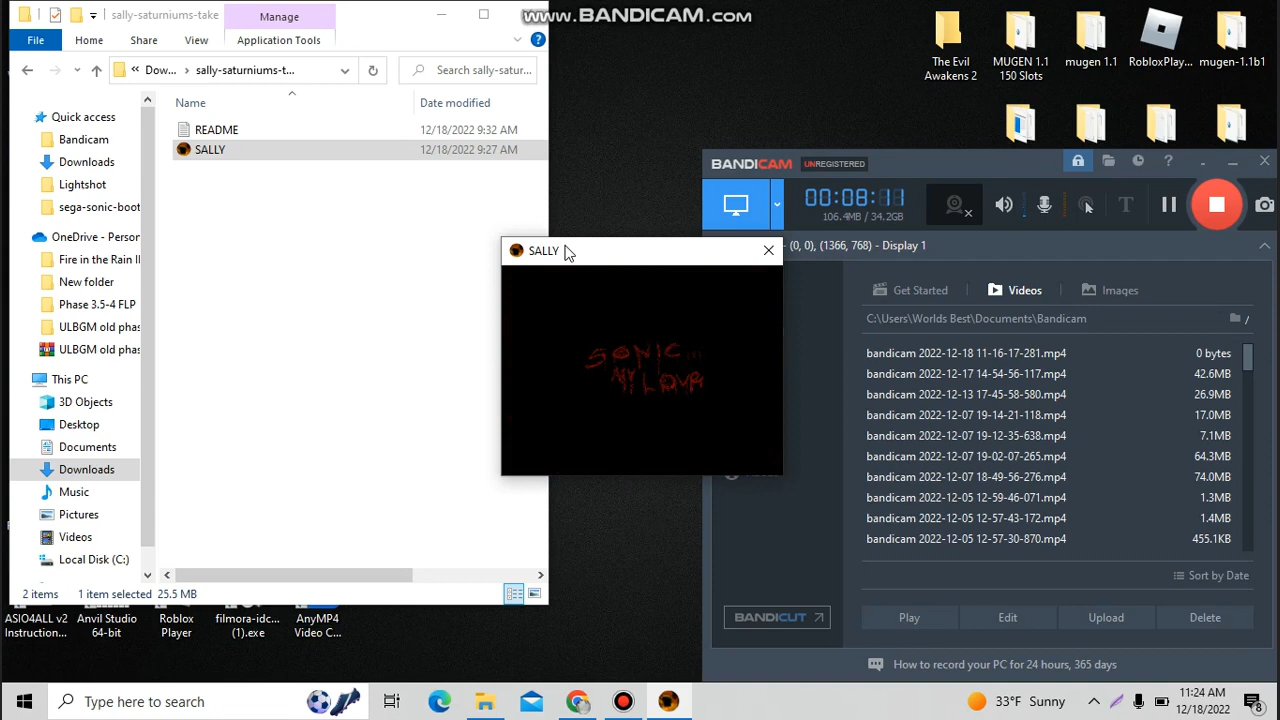 sally-saturniums-take
Manage
www.BANDICAM.com
File
Home
Share
View
Application Tools
Dow...
sally-saturniums-t...
Search sally-satur...
Name
Date modified
README
12/18/2022 9:32 AM
SALLY
12/18/2022 9:27 AM
Quick access
Bandicam
Downloads
Lightshot
sega-sonic-boot
OneDrive - Person
Fire in the Rain II
New folder
Phase 3.5-4 FLP
ULBGM old phas
ULBGM old phas
This PC
3D Objects
Desktop
Documents
Downloads
Music
Pictures
Videos
Local Disk (C:)
2 items
1 item selected 25.5 MB
The Evil
Awakens 2
MUGEN 1.1
150 Slots
mugen 1.1
RobloxPlay...
mugen-1.1b1
SALLY
SONIC...
MY LOVE
BANDICAM
UNREGISTERED
00:08:11
106.4MB / 34.2GB
- (0, 0), (1366, 768) - Display 1
Get Started
Videos
Images
C:\Users\Worlds Best\Documents\Bandicam
/
bandicam 2022-12-18 11-16-17-281.mp4
0 bytes
bandicam 2022-12-17 14-54-56-117.mp4
42.6MB
bandicam 2022-12-13 17-45-58-580.mp4
26.9MB
bandicam 2022-12-07 19-14-21-118.mp4
17.0MB
bandicam 2022-12-07 19-12-35-638.mp4
7.1MB
bandicam 2022-12-07 19-02-07-265.mp4
64.3MB
bandicam 2022-12-07 18-49-56-276.mp4
74.0MB
bandicam 2022-12-05 12-59-46-071.mp4
1.3MB
bandicam 2022-12-05 12-57-43-172.mp4
1.4MB
bandicam 2022-12-05 12-57-30-870.mp4
455.1KB
Sort by Date
BANDICUT
Play
Edit
Upload
Delete
How to record your PC for 24 hours, 365 days
ASIO4ALL v2
Instruction...
Anvil Studio
64-bit
Roblox
Player
filmora-idc...
(1).exe
AnyMP4
Video C...
Type here to search
33°F Sunny
11:24 AM
12/18/2022
8